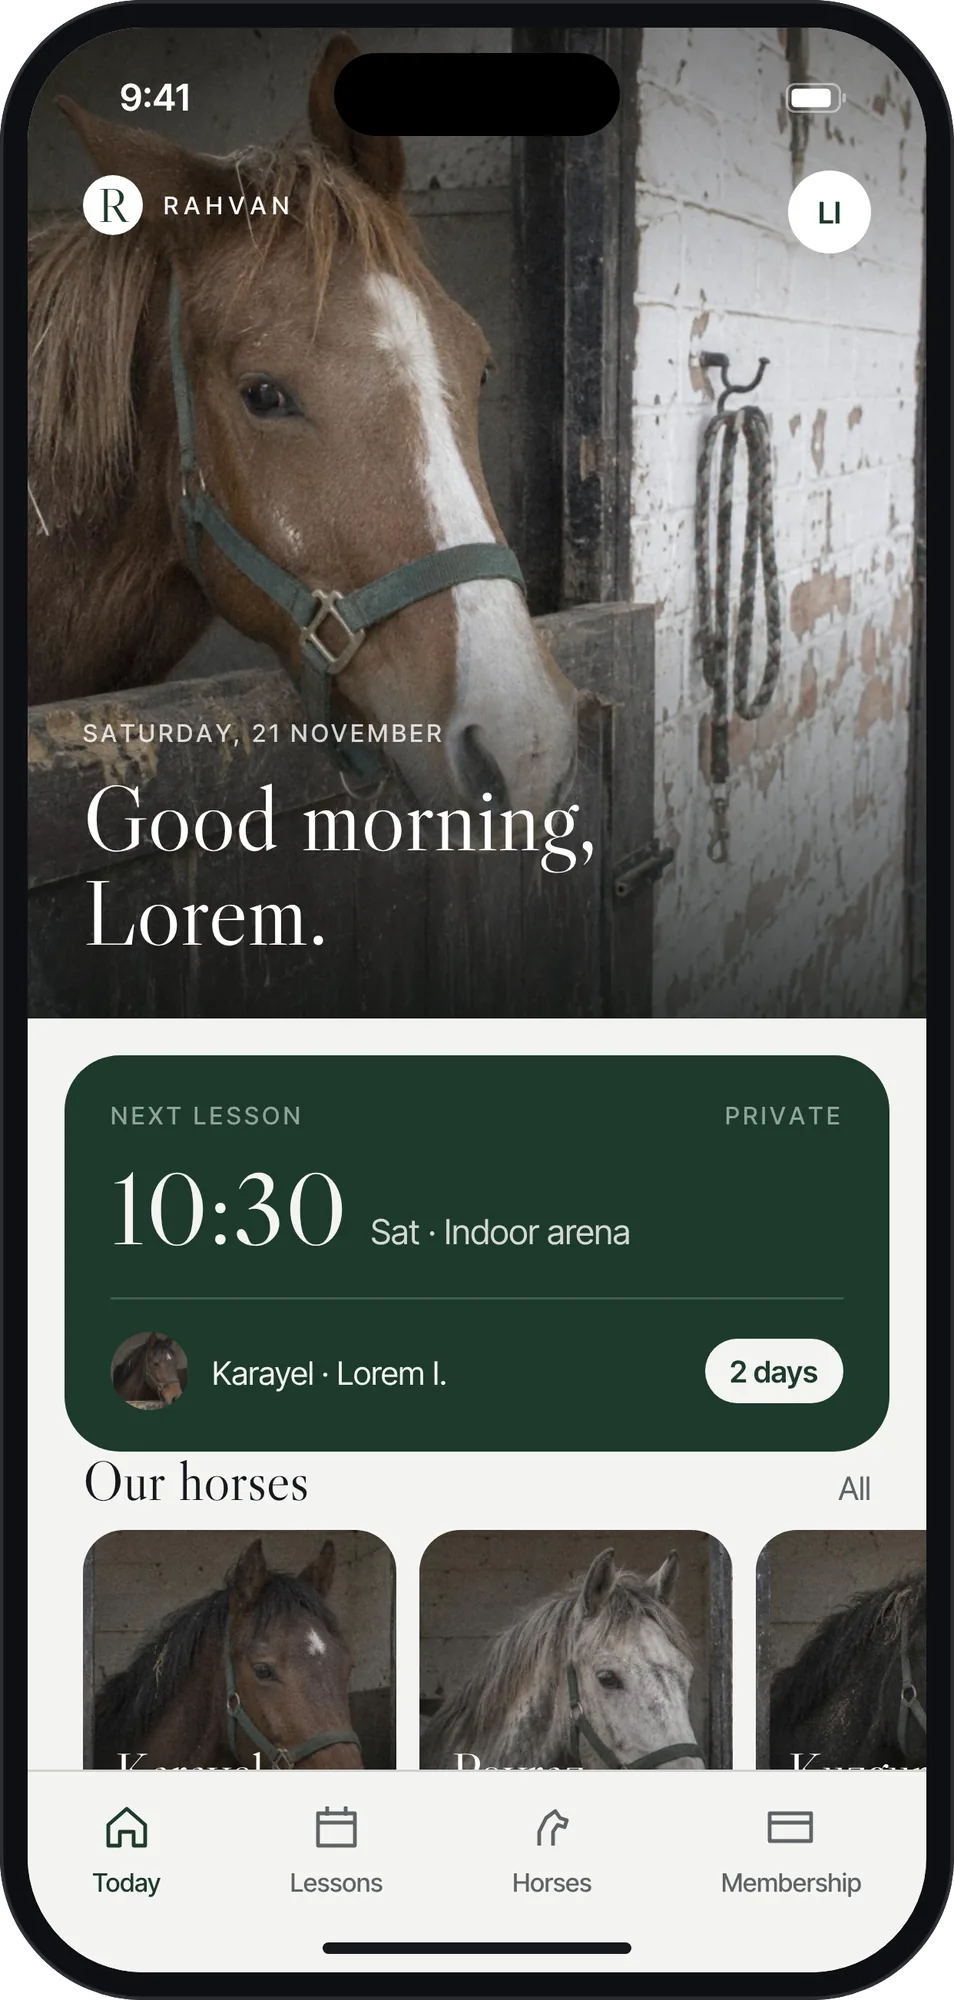 9:41
R RAHVAN
LI
SATURDAY, 21 NOVEMBER
Good morning,
Lorem.
NEXT LESSON
PRIVATE
10:30 Sat · Indoor arena
Karayel · Lorem I.
2 days
Our horses
All
Karayel
Today
Lessons
Horses
Membership